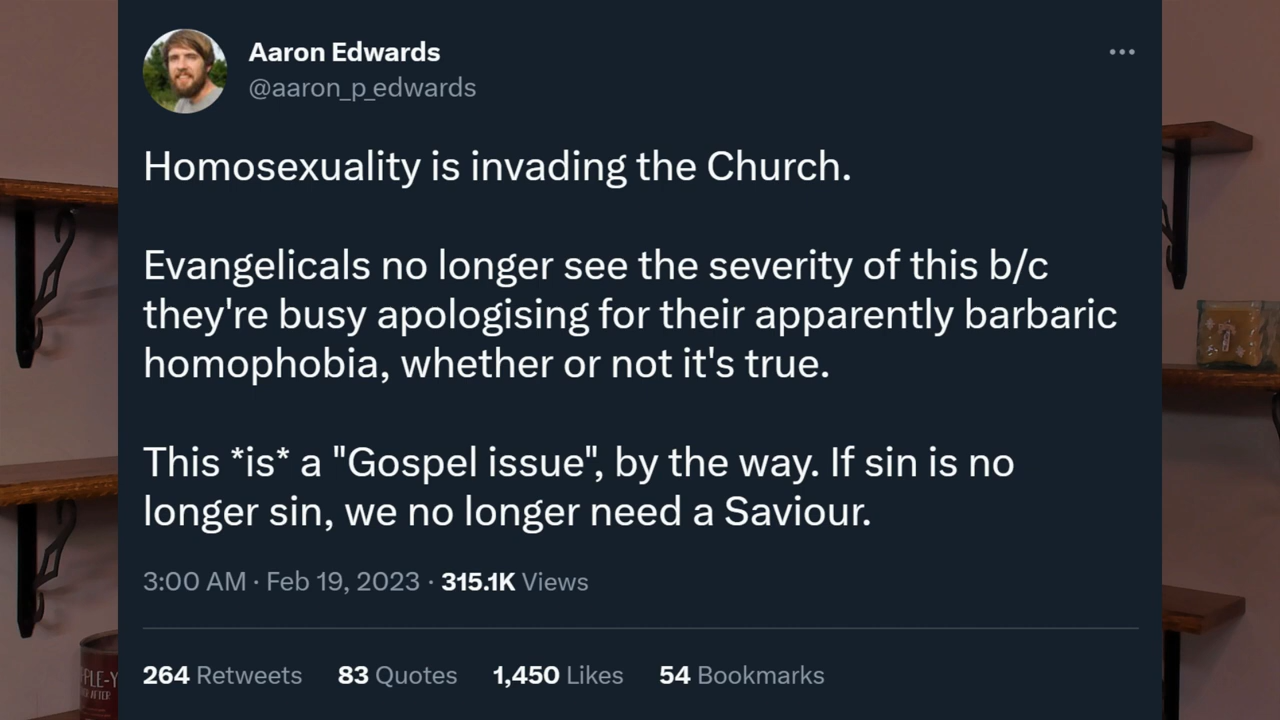 Aaron Edwards
@aaron_p_edwards
Homosexuality is invading the Church.
Evangelicals no longer see the severity of this b/c
they're busy apologising for their apparently barbaric
homophobia, whether or not it's true.
This *is* a "Gospel issue", by the way. If sin is no
longer sin, we no longer need a Saviour.
3:00 AM · Feb 19, 2023 · 315.1K Views
264 Retweets 83 Quotes 1,450 Likes 54 Bookmarks